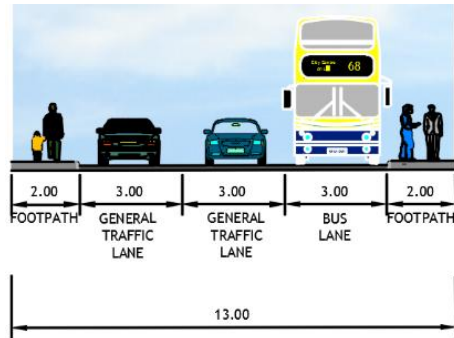 68
2.00 3.00 3.00 3.00 2.00
FOOTPATH GENERAL GENERAL BUS FOOTPATH
TRAFFIC TRAFFIC LANE
LANE LANE
13.00